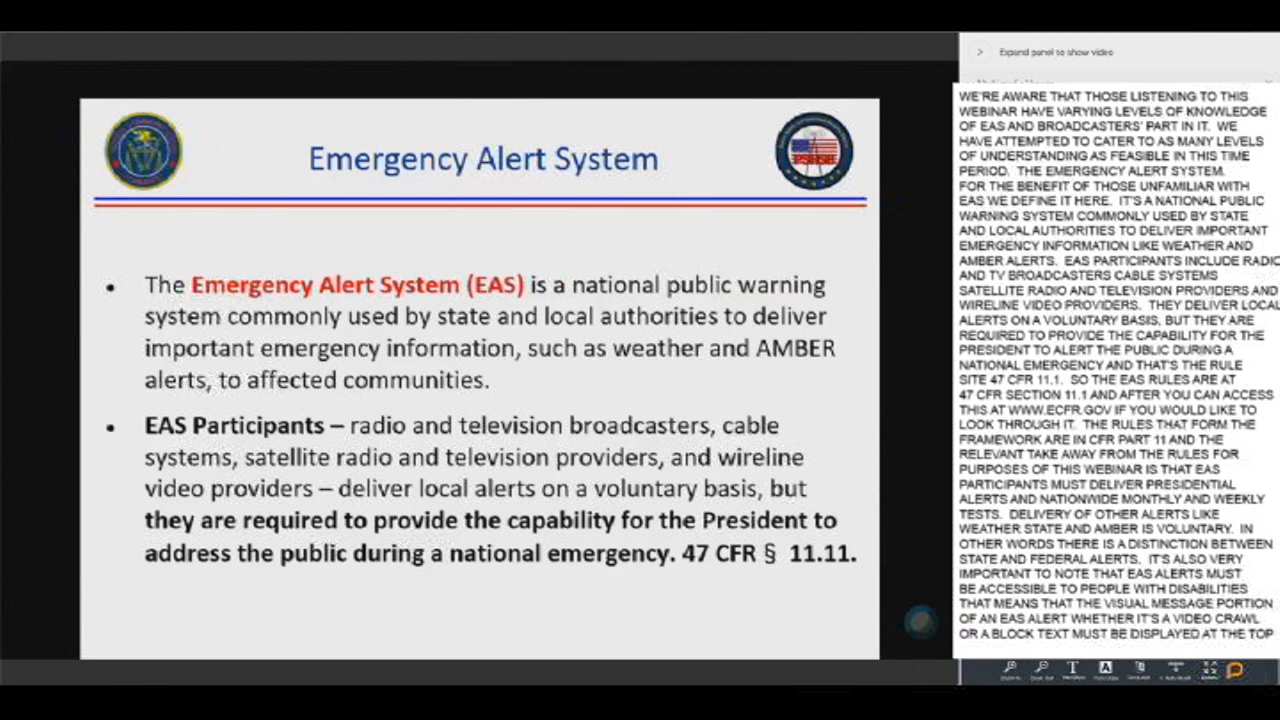 Emergency Alert System
PSHSB
• The Emergency Alert System (EAS) is a national public warning
system commonly used by state and local authorities to deliver
important emergency information, such as weather and AMBER
alerts, to affected communities.
• EAS Participants – radio and television broadcasters, cable
systems, satellite radio and television providers, and wireline
video providers – deliver local alerts on a voluntary basis, but
they are required to provide the capability for the President to
address the public during a national emergency. 47 CFR § 11.11.
> Expand panel to show video
WE'RE AWARE THAT THOSE LISTENING TO THIS
WEBINAR HAVE VARYING LEVELS OF KNOWLEDGE
OF EAS AND BROADCASTERS' PART IN IT. WE
HAVE ATTEMPTED TO CATER TO AS MANY LEVELS
OF UNDERSTANDING AS FEASIBLE IN THIS TIME
PERIOD. THE EMERGENCY ALERT SYSTEM.
FOR THE BENEFIT OF THOSE UNFAMILIAR WITH
EAS WE DEFINE IT HERE. IT'S A NATIONAL PUBLIC
WARNING SYSTEM COMMONLY USED BY STATE
AND LOCAL AUTHORITIES TO DELIVER IMPORTANT
EMERGENCY INFORMATION LIKE WEATHER AND
AMBER ALERTS. EAS PARTICIPANTS INCLUDE RADIO
AND TV BROADCASTERS CABLE SYSTEMS
SATELLITE RADIO AND TELEVISION PROVIDERS AND
WIRELINE VIDEO PROVIDERS. THEY DELIVER LOCAL
ALERTS ON A VOLUNTARY BASIS, BUT THEY ARE
REQUIRED TO PROVIDE THE CAPABILITY FOR THE
PRESIDENT TO ALERT THE PUBLIC DURING A
NATIONAL EMERGENCY AND THAT'S THE RULE
SITE 47 CFR 11.1. SO THE EAS RULES ARE AT
47 CFR SECTION 11.1 AND AFTER YOU CAN ACCESS
THIS AT WWW.ECFR.GOV IF YOU WOULD LIKE TO
LOOK THROUGH IT. THE RULES THAT FORM THE
FRAMEWORK ARE IN CFR PART 11 AND THE
RELEVANT TAKE AWAY FROM THE RULES FOR
PURPOSES OF THIS WEBINAR IS THAT EAS
PARTICIPANTS MUST DELIVER PRESIDENTIAL
ALERTS AND NATIONWIDE MONTHLY AND WEEKLY
TESTS. DELIVERY OF OTHER ALERTS LIKE
WEATHER STATE AND AMBER IS VOLUNTARY. IN
OTHER WORDS THERE IS A DISTINCTION BETWEEN
STATE AND FEDERAL ALERTS. IT'S ALSO VERY
IMPORTANT TO NOTE THAT EAS ALERTS MUST
BE ACCESSIBLE TO PEOPLE WITH DISABILITIES
THAT MEANS THAT THE VISUAL MESSAGE PORTION
OF AN EAS ALERT WHETHER IT'S A VIDEO CRAWL
OR A BLOCK TEXT MUST BE DISPLAYED AT THE TOP